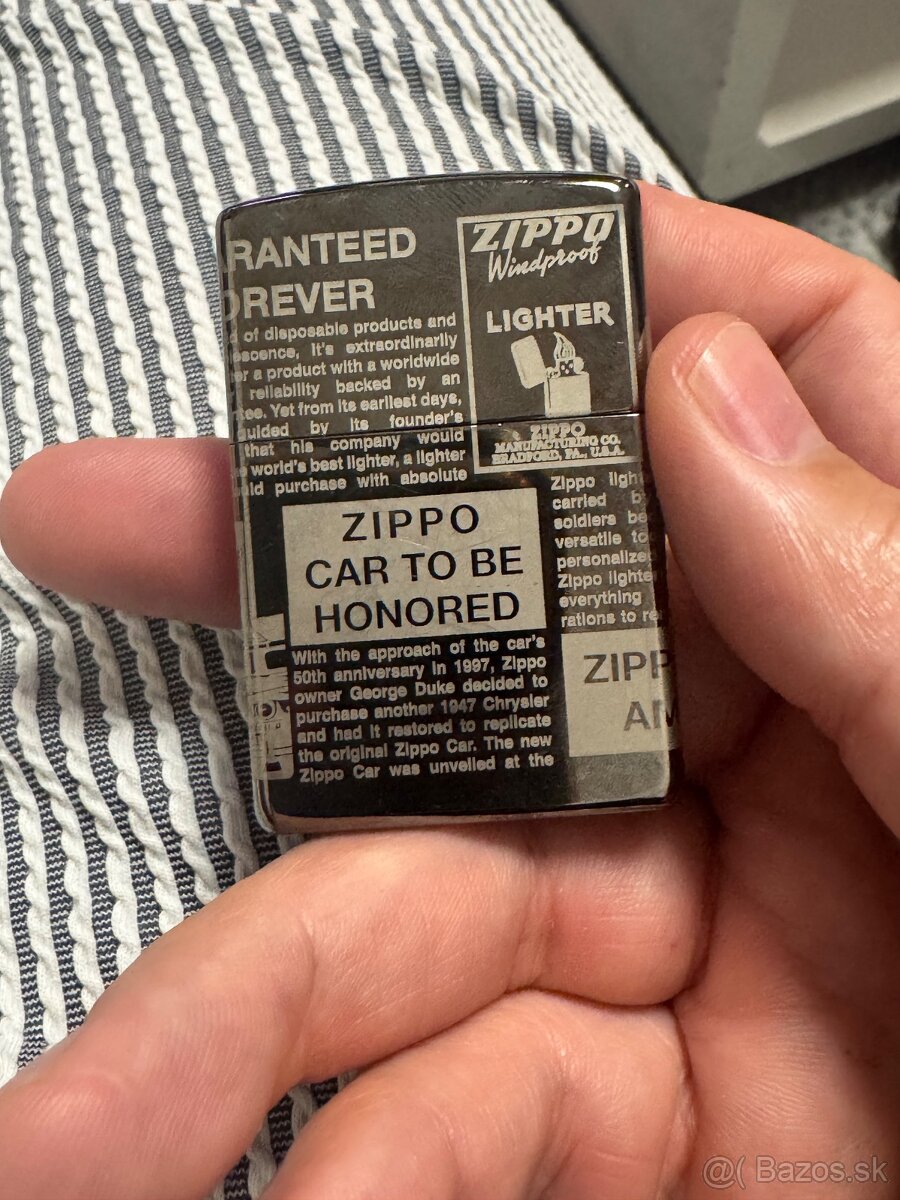 RANTEED
OREVER
d of disposable products and
escence, it's extraordinarily
er a product with a worldwide
reliability backed by an
ee. Yet from its earliest days,
uided by its founder's
that his company would
e world's best lighter, a lighter
uld purchase with absolute
ZIPPO
Windproof
LIGHTER
ZIPPO
MANUFACTURING CO.
BRADFORD, PA., U.S.A.
ZIPPO
CAR TO BE
HONORED
With the approach of the car's
50th anniversary in 1997, Zippo
owner George Duke decided to
purchase another 1947 Chrysler
and had it restored to replicate
the original Zippo Car. The new
Zippo Car was unveiled at the
Zippo ligh
carried b
soldiers be
versatile to
personalize
Zippo lighte
everything
rations to re
ZIPP
AM
@( Bazos.sk